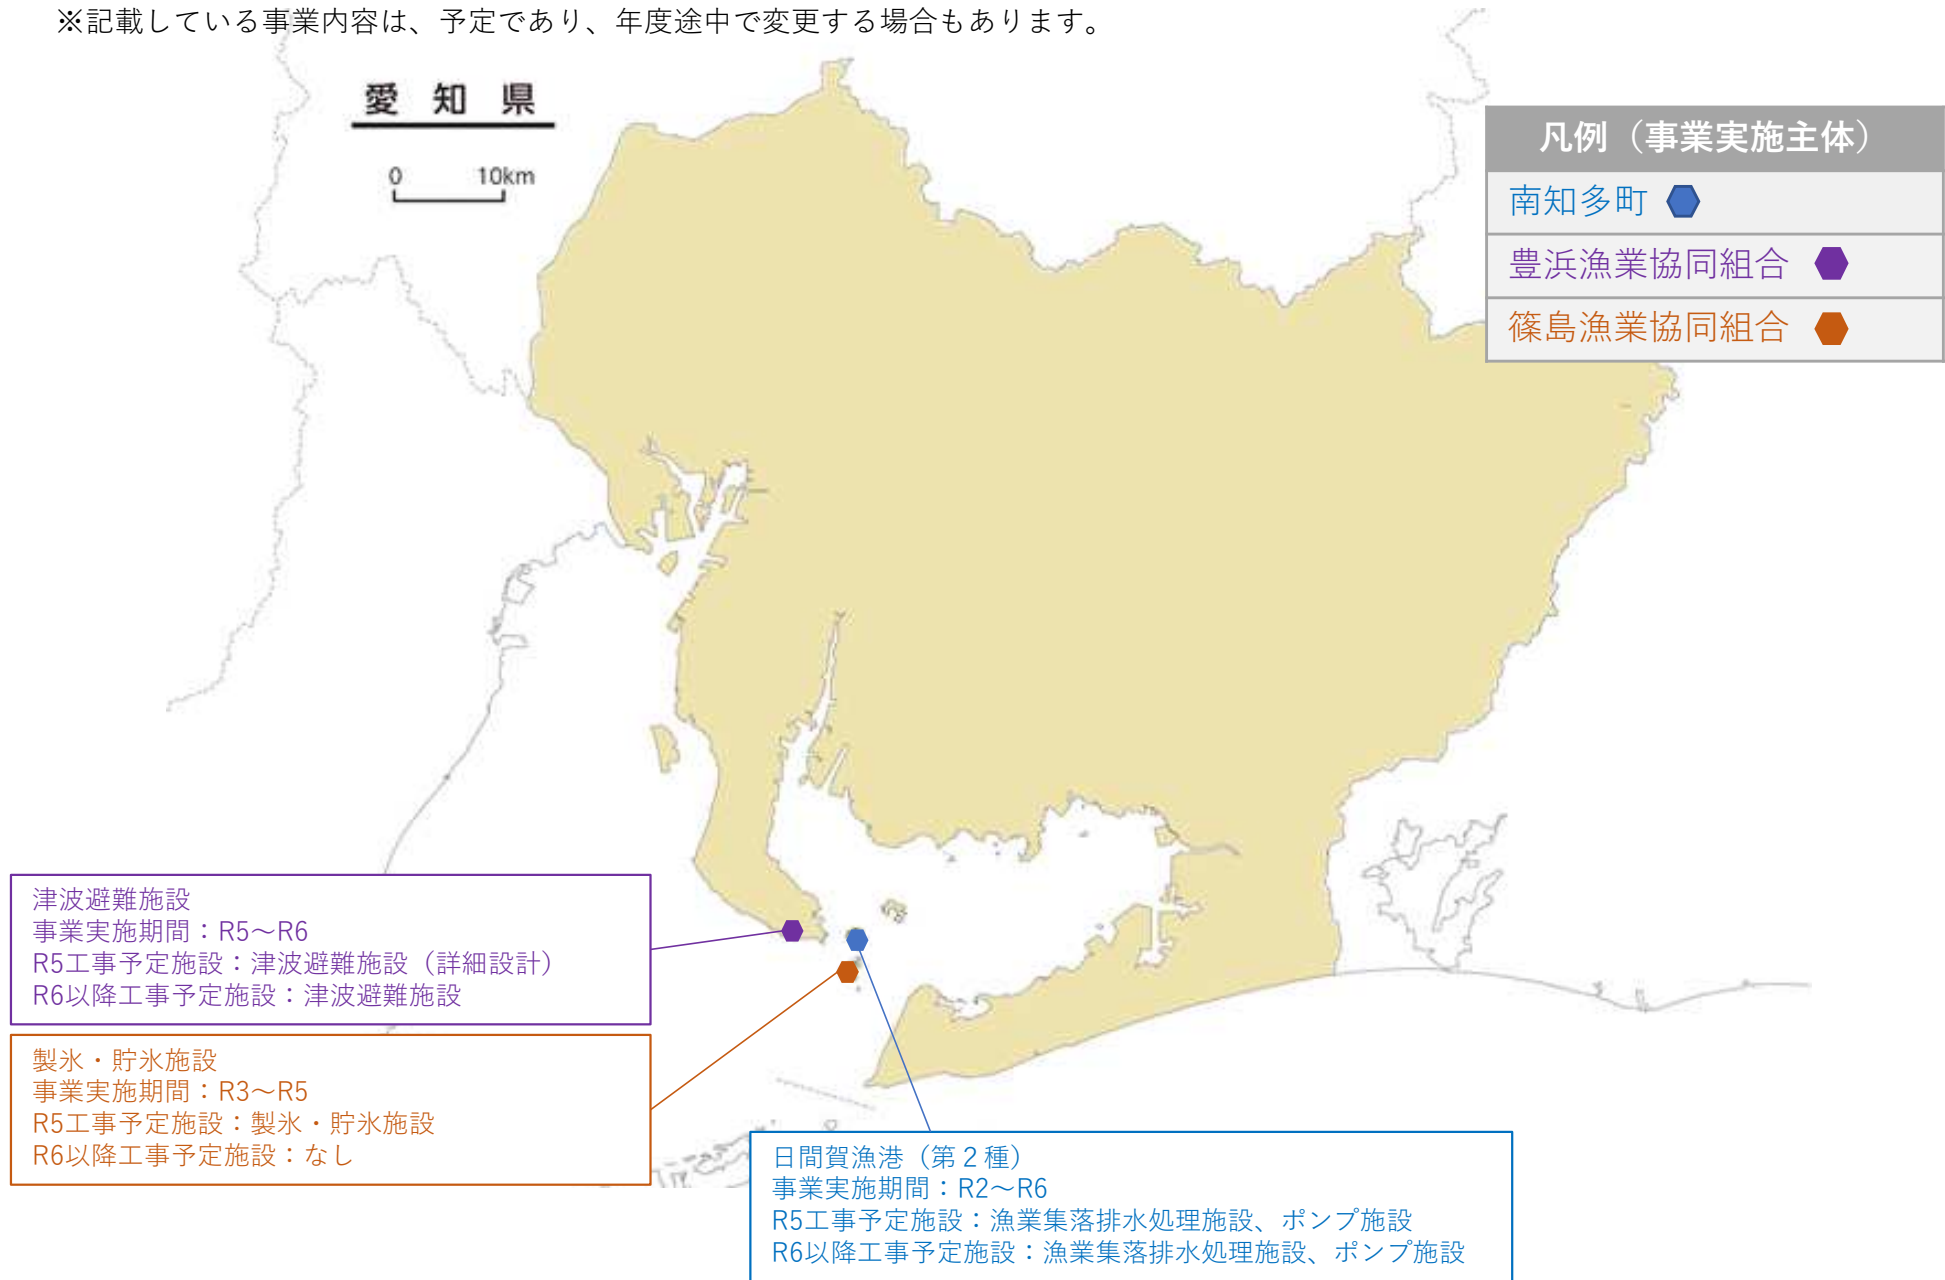 ※記載している事業内容は、予定であり、年度途中で変更する場合もあります。
愛知県
0 10km
凡例（事業実施主体）
南知多町
豊浜漁業協同組合
篠島漁業協同組合
津波避難施設
事業実施期間：R5～R6
R5工事予定施設：津波避難施設（詳細設計）
R6以降工事予定施設：津波避難施設
製氷・貯氷施設
事業実施期間：R3～R5
R5工事予定施設：製氷・貯氷施設
R6以降工事予定施設：なし
日間賀漁港（第２種）
事業実施期間：R2～R6
R5工事予定施設：漁業集落排水処理施設、ポンプ施設
R6以降工事予定施設：漁業集落排水処理施設、ポンプ施設